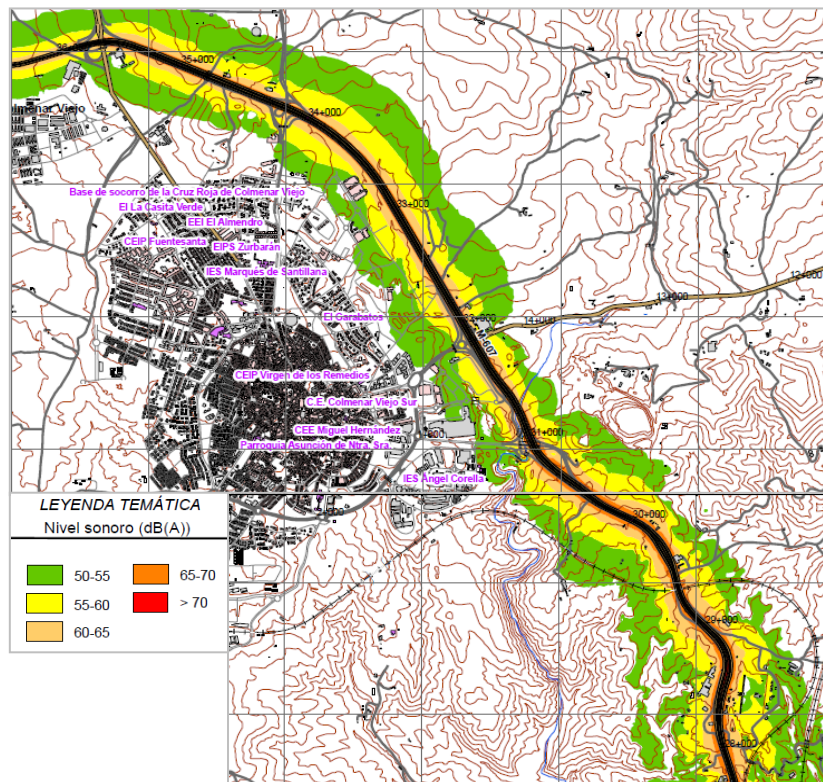 35+000
34+000
lmenar Viejo
Base de socorro de la Cruz Roja de Colmenar Viejo
El La Casita Verde
33+000
EEI El Almendro
CEIP Fuentesanta
EIPS Zurbarán
IES Marqués de Santillana
12+000
13+000
El Garabatos
14+000
M-607
CEIP Virgen de los Remedios
C.E. Colmenar Viejo Sur
CEE Miguel Hernández
31+000
Parroquia Asunción de Ntra. Sra.
IES Ángel Corella
LEYENDA TEMÁTICA
Nivel sonoro (dB(A))
30+000
50-55
65-70
55-60
> 70
60-65
29+000
28+000